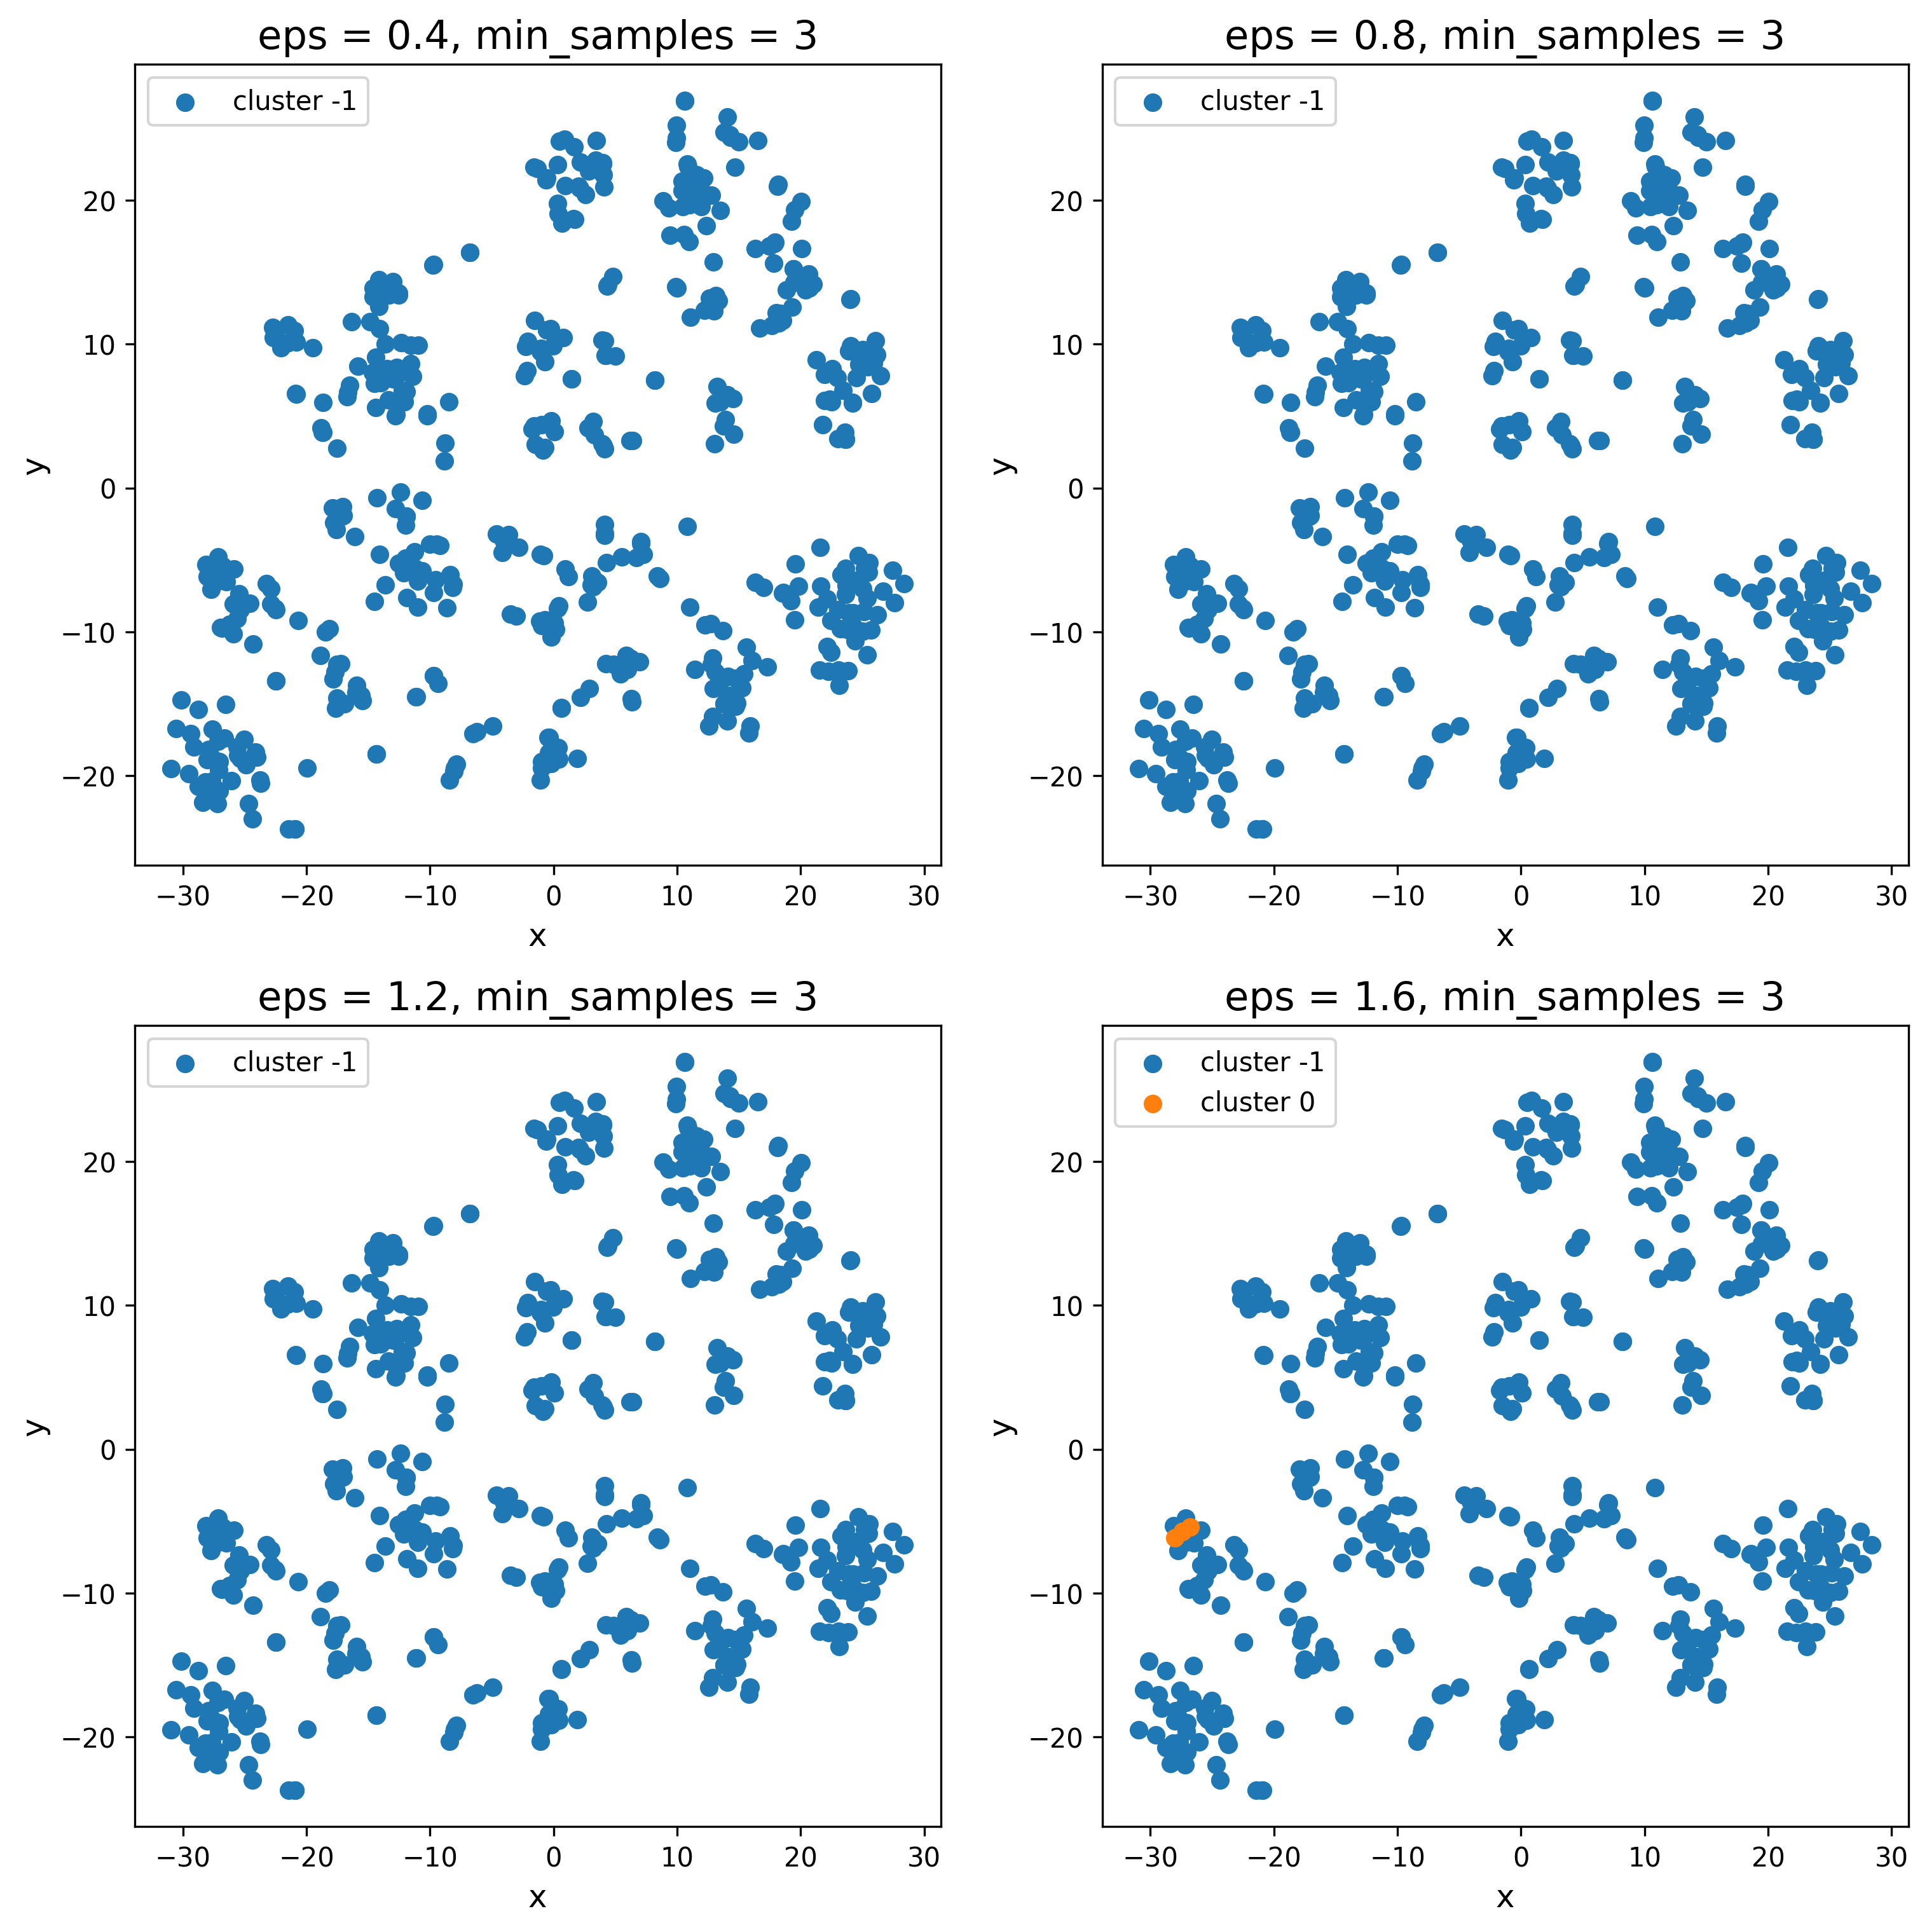 eps = 0.4, min_samples = 3
cluster -1
y
20
10
0
−10
−20
−30 −20 −10 0 10 20 30
x
eps = 0.8, min_samples = 3
cluster -1
y
20
10
0
−10
−20
−30 −20 −10 0 10 20 30
x
eps = 1.2, min_samples = 3
cluster -1
y
20
10
0
−10
−20
−30 −20 −10 0 10 20 30
x
eps = 1.6, min_samples = 3
cluster -1
cluster 0
y
20
10
0
−10
−20
−30 −20 −10 0 10 20 30
x